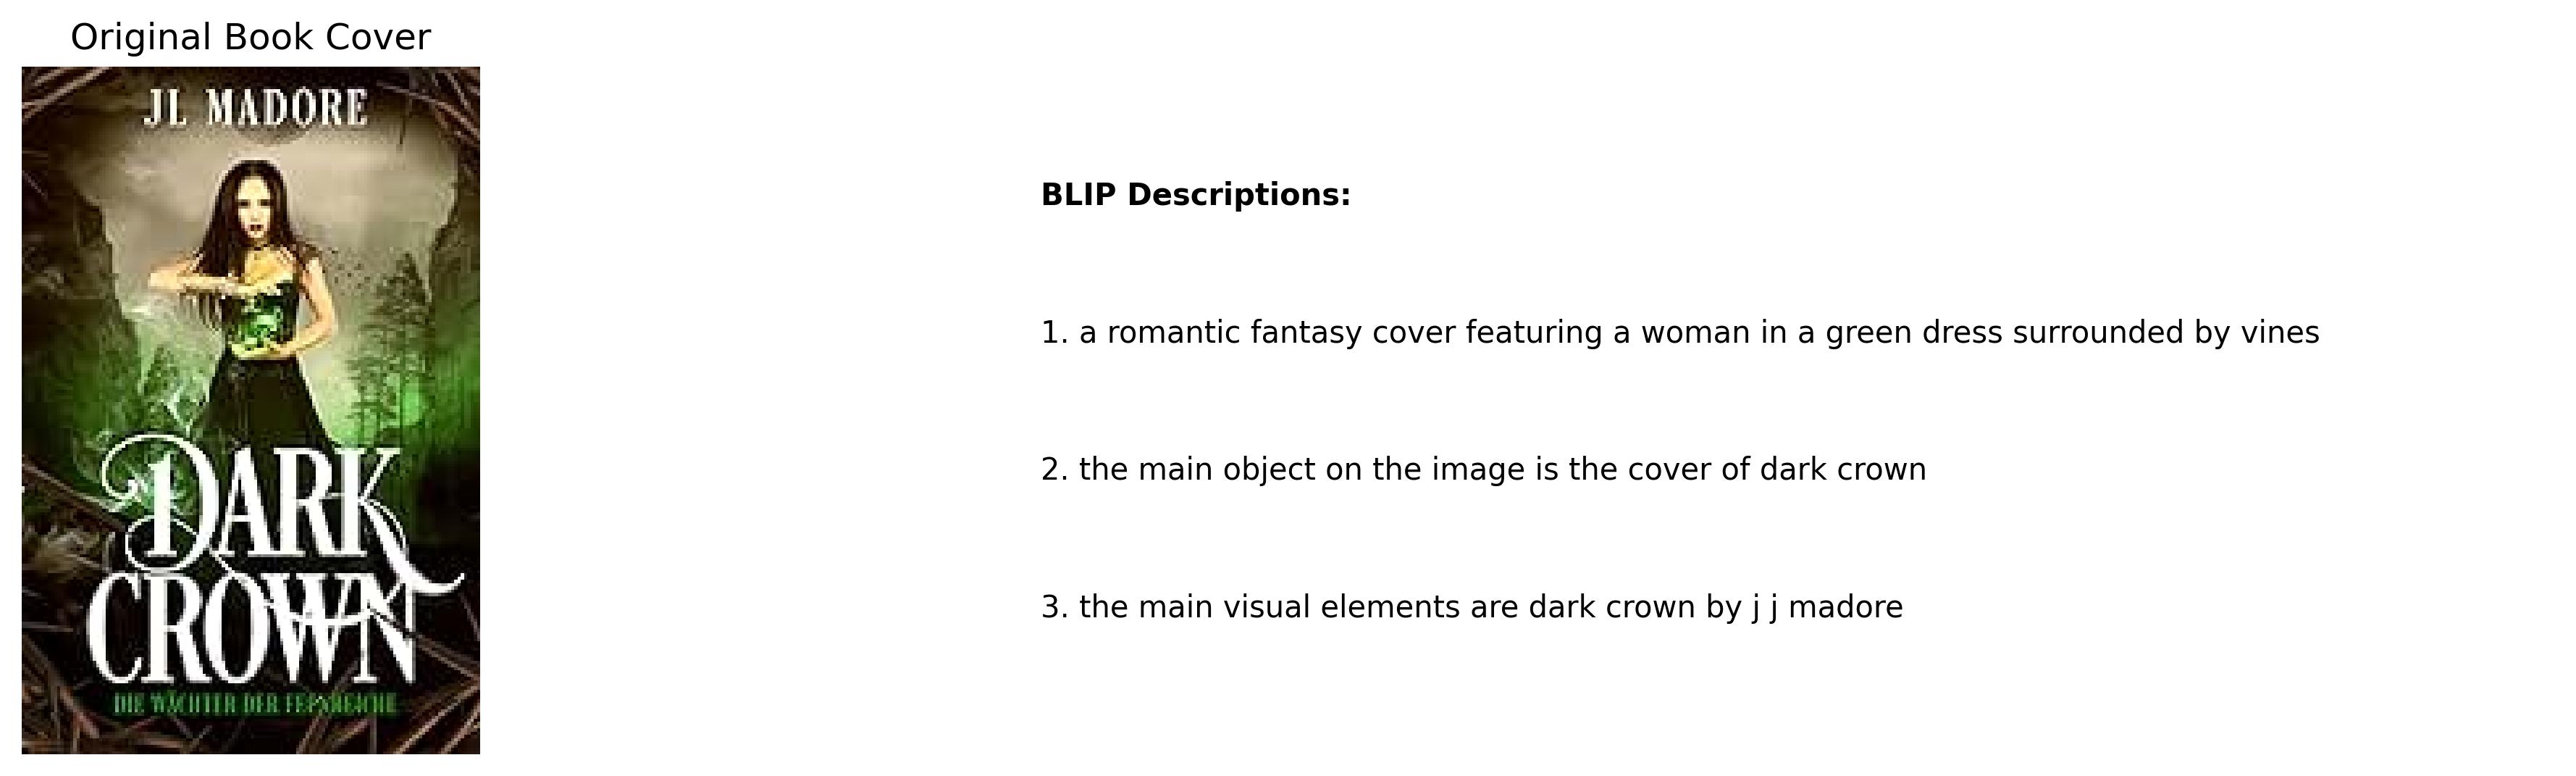 Original Book Cover
JL MADORE
DARK
CROWN
DIE WÄCHTER DER FEENREICHE
BLIP Descriptions:
1. a romantic fantasy cover featuring a woman in a green dress surrounded by vines
2. the main object on the image is the cover of dark crown
3. the main visual elements are dark crown by j j madore